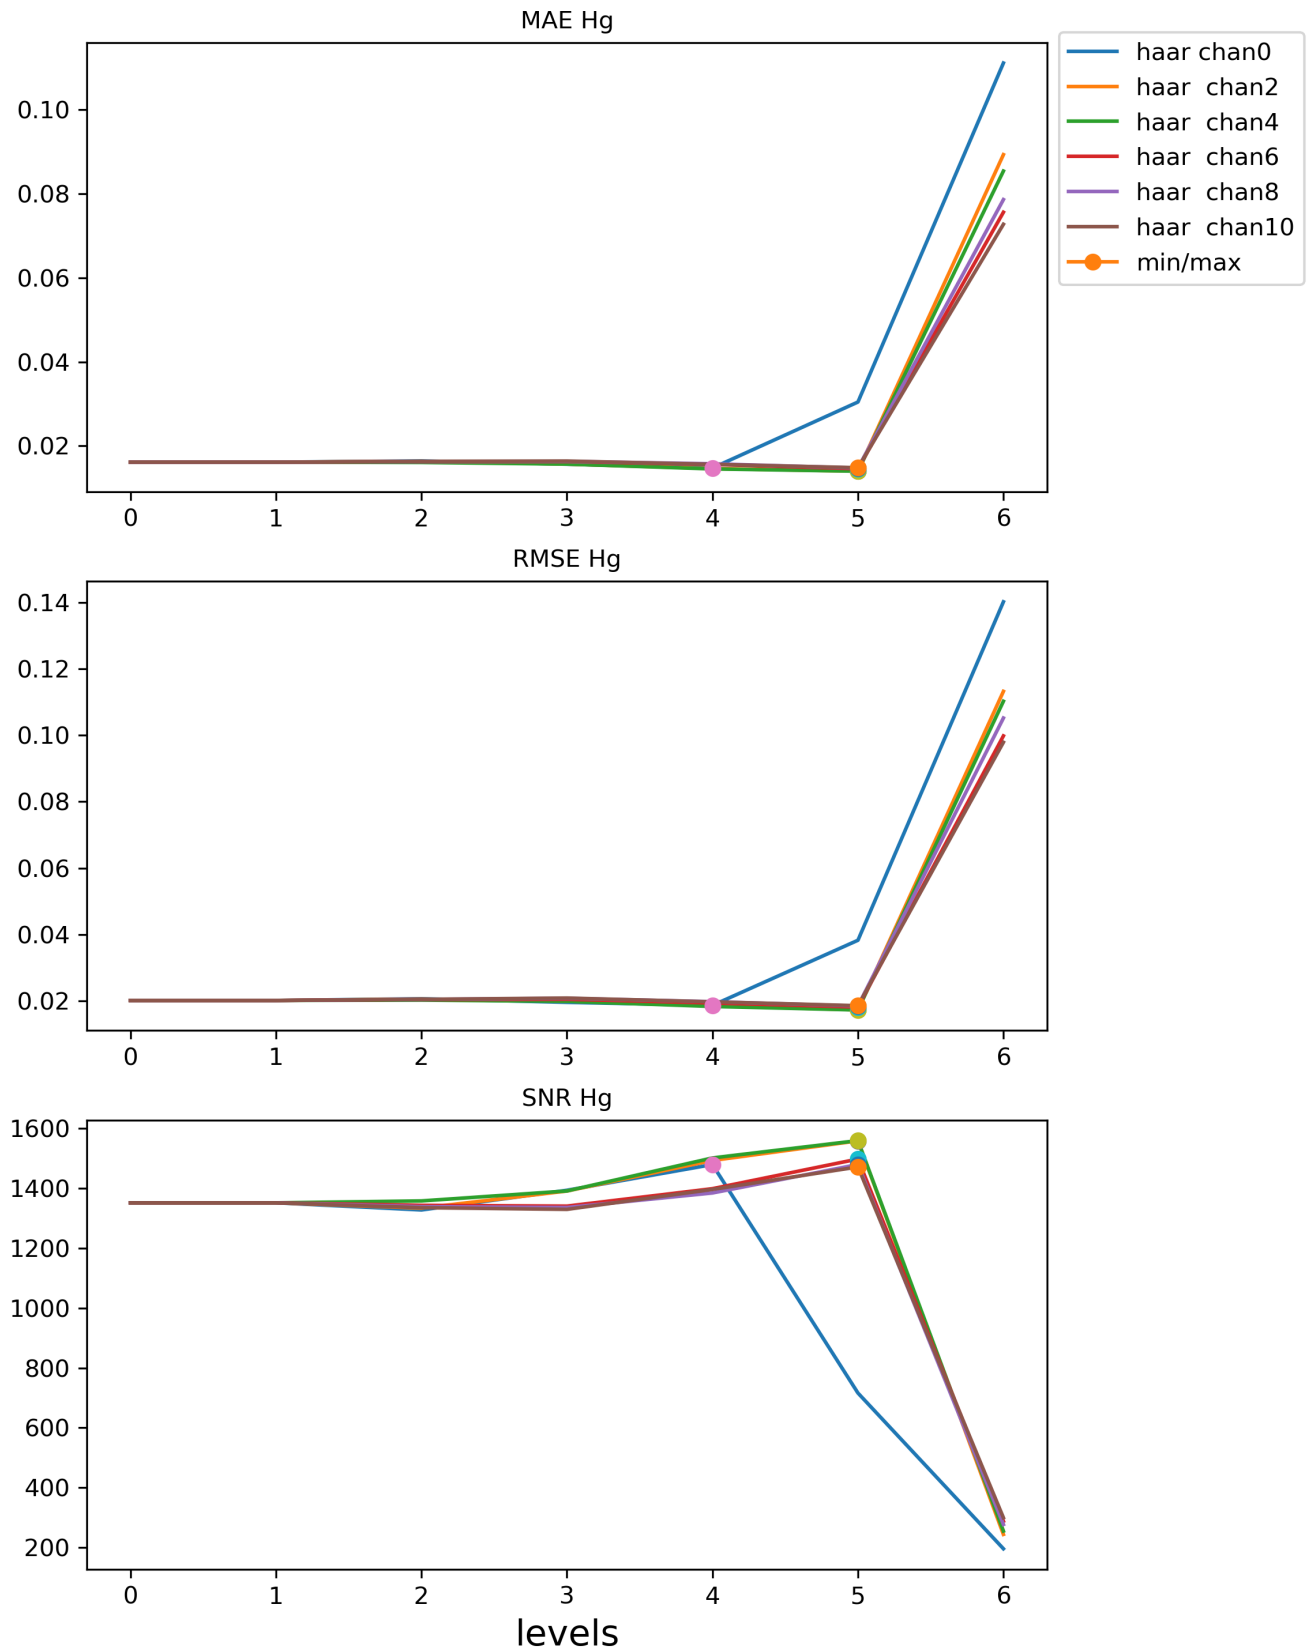 MAE Hg
haar chan0
haar  chan2
haar  chan4
haar  chan6
haar  chan8
haar  chan10
min/max
0.10
0.08
0.06
0.04
0.02
0 1 2 3 4 5 6
RMSE Hg
0.14
0.12
0.10
0.08
0.06
0.04
0.02
0 1 2 3 4 5 6
SNR Hg
1600
1400
1200
1000
800
600
400
200
0 1 2 3 4 5 6
levels